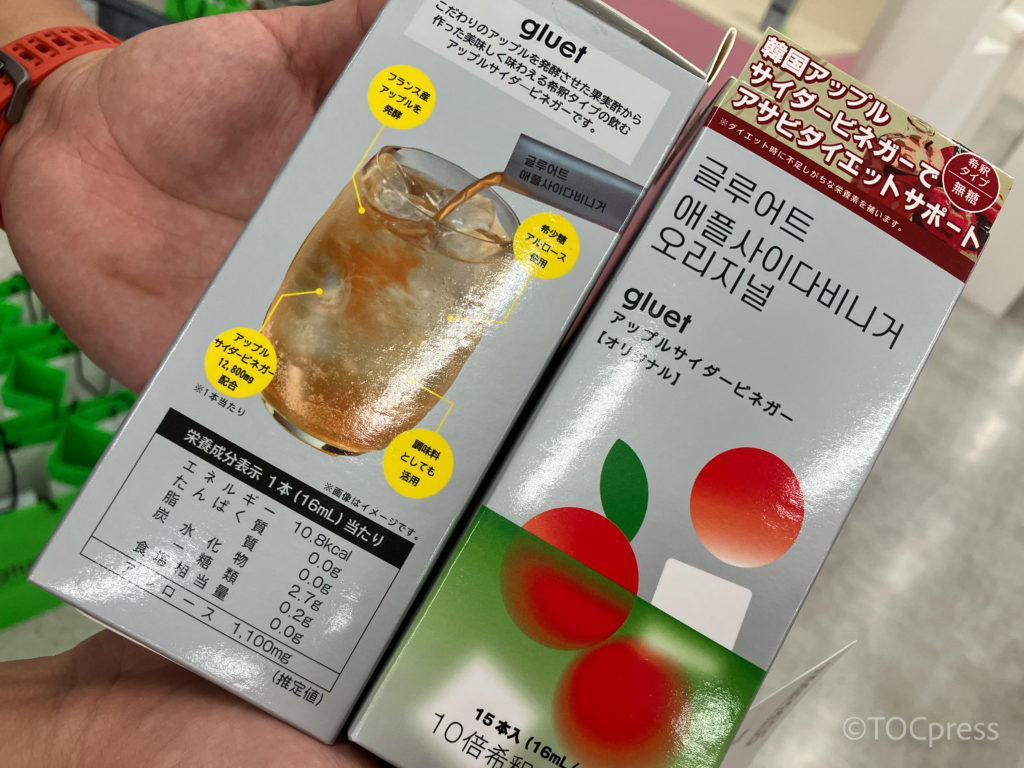 gluet
こだわりのアップルを発酵させた果実酢から
作った美味しく味わえる希釈タイプの飲む
アップルサイダービネガーです。
フランス産
アップルを
発酵
글루어트
애플사이다비니거
希少糖
アルロース
使用
アップル
サイダービネガー
12,800mg
配合
※1本当たり
調味料
としても
活用
※画像はイメージです。
栄養成分表示 1本(16mL)当たり
エネルギー 10.8kcal
たんぱく質 0.0g
脂質 0.0g
炭水化物 2.7g
－糖類 0.2g
食塩相当量 0.0g
アルロース 1,100mg
(推定値)
韓国アップル
サイダービネガーで
アサピダイエットサポート
※ダイエット時に不足しがちな栄養素を補います。
希釈
タイプ
無糖
글루어트
애플사이다비니거
오리지널
gluet
アップルサイダービネガー
【オリジナル】
15本入(16mL/
10倍希釈
©TOCpress